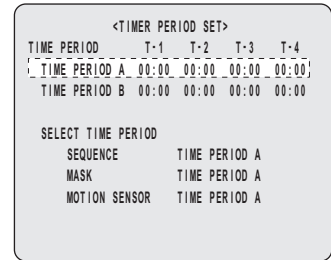 <TIMER PERIOD SET>
TIME PERIOD T-1 T-2 T-3 T-4
TIME PERIOD A 00:00 00:00 00:00 00:00
TIME PERIOD B 00:00 00:00 00:00 00:00
SELECT TIME PERIOD
SEQUENCE TIME PERIOD A
MASK TIME PERIOD A
MOTION SENSOR TIME PERIOD A